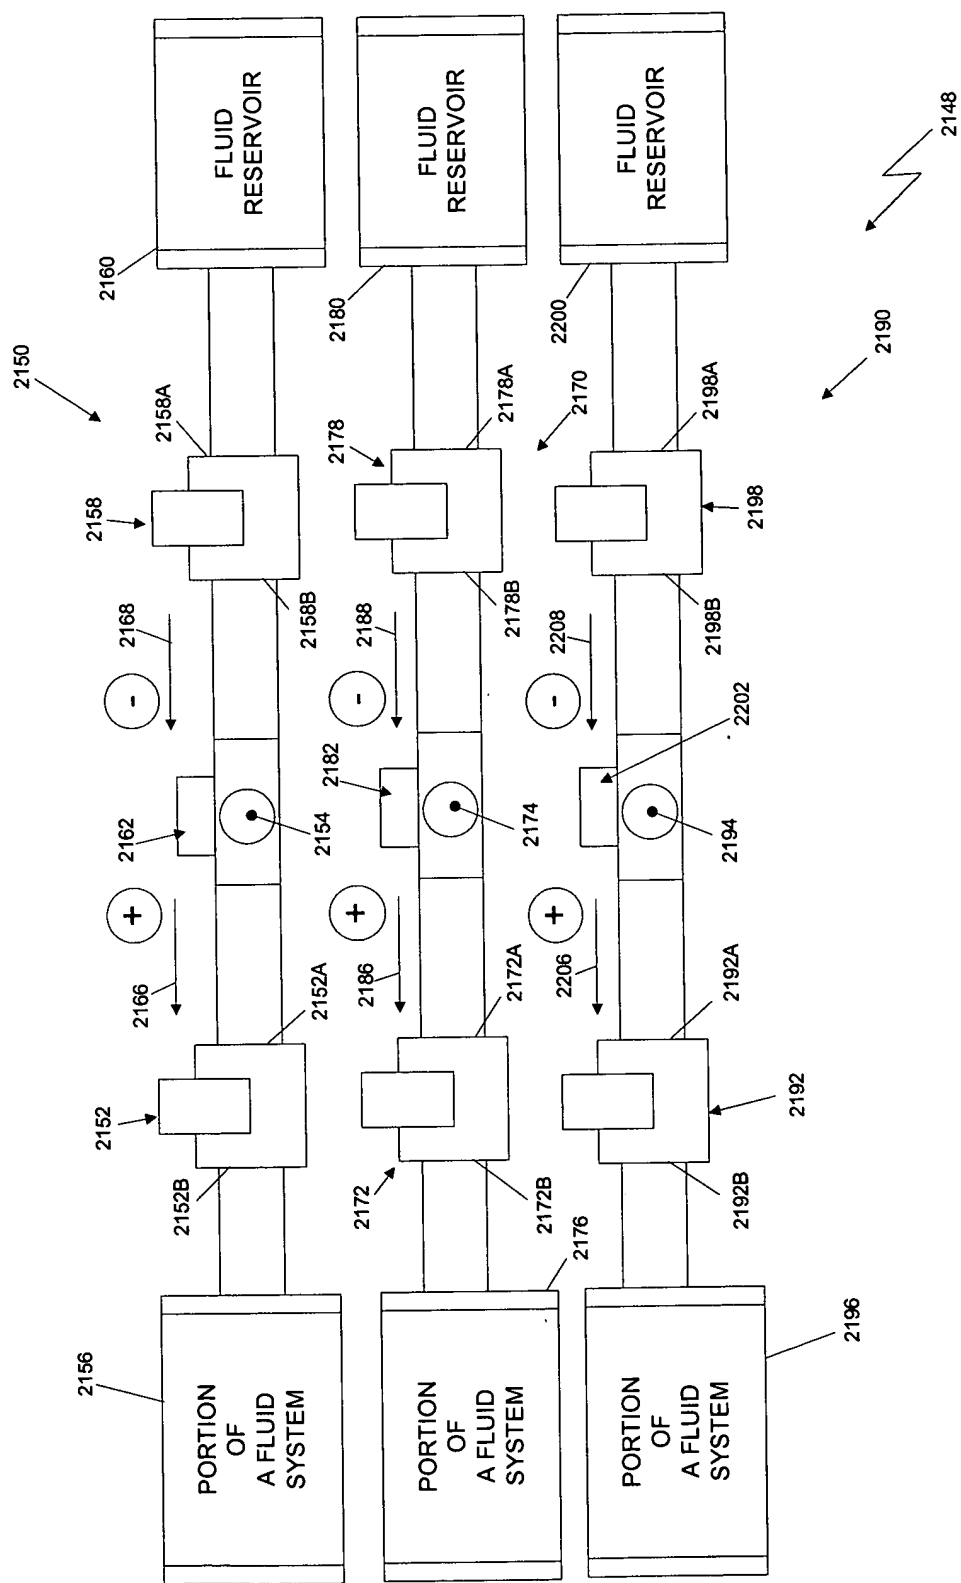 2150
2156
2152
2158
2160
2166
+
2162
-
2168
2158A
PORTION
OF
A FLUID
SYSTEM
2152B
2152A
2154
2158B
FLUID
RESERVOIR
2172
2186
+
2182
-
2188
2178
2180
PORTION
OF
A FLUID
SYSTEM
2172B
2172A
2174
2178B
2178A
FLUID
RESERVOIR
2176
2170
2206
+
-
2208
2200
PORTION
OF
A FLUID
SYSTEM
2192B
2192A
2194
2202
2198B
2198A
FLUID
RESERVOIR
2192
2198
2196
2190
2148